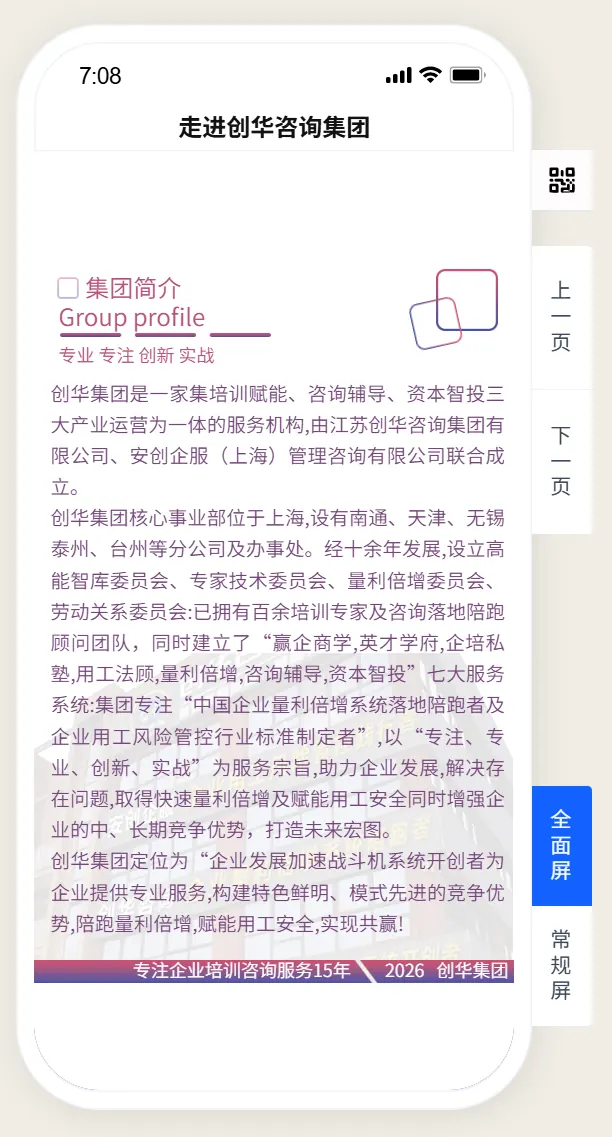 7:08
走进创华咨询集团
集团简介
Group profile
专业 专注 创新 实战
创华集团是一家集培训赋能、咨询辅导、资本智投三
大产业运营为一体的服务机构,由江苏创华咨询集团有
限公司、安创企服（上海）管理咨询有限公司联合成
立。
创华集团核心事业部位于上海,设有南通、天津、无锡
泰州、台州等分公司及办事处。经十余年发展,设立高
能智库委员会、专家技术委员会、量利倍增委员会、
劳动关系委员会:已拥有百余培训专家及咨询落地陪跑
顾问团队，同时建立了“赢企商学,英才学府,企培私
塾,用工法顾,量利倍增,咨询辅导,资本智投”七大服务
系统:集团专注“中国企业量利倍增系统落地陪跑者及
企业用工风险管控行业标准制定者”,以“专注、专
业、创新、实战”为服务宗旨,助力企业发展,解决存
在问题,取得快速量利倍增及赋能用工安全同时增强企
业的中、长期竞争优势，打造未来宏图。
创华集团定位为“企业发展加速战斗机系统开创者为
企业提供专业服务,构建特色鲜明、模式先进的竞争优
势,陪跑量利倍增,赋能用工安全,实现共赢!
专注企业培训咨询服务15年 2026 创华集团
上一页
下一页
全面屏
常规屏